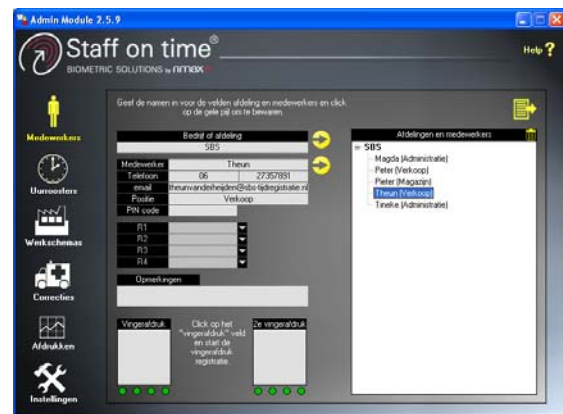 Admin Module 2.5.9
Staff on time®
BIOMETRIC SOLUTIONS by nmax
Help ?
Geef de namen in voor de velden afdeling en medewerkers en click
op de gele pijl om te bewaren.
Medewerkers
Uurroosters
Werkschemas
Correcties
Afdrukken
Instellingen
Bedrijf of afdeling
SBS
Medewerker Theun
Telefoon 06 27357891
email theunvanderheijden@sbs-tijdregistratie.nl
Positie Verkoop
PIN code
R1
R2
R3
R4
Opmerkingen
Vingerafdruk
Click op het
"vingerafdruk" veld
en start de
vingerafdruk
registratie.
2e vingerafdruk
Afdelingen en medewerkers
SBS
Magda (Administratie)
Peter (Verkoop)
Pieter (Magazijn)
Theun (Verkoop)
Tineke (Administratie)